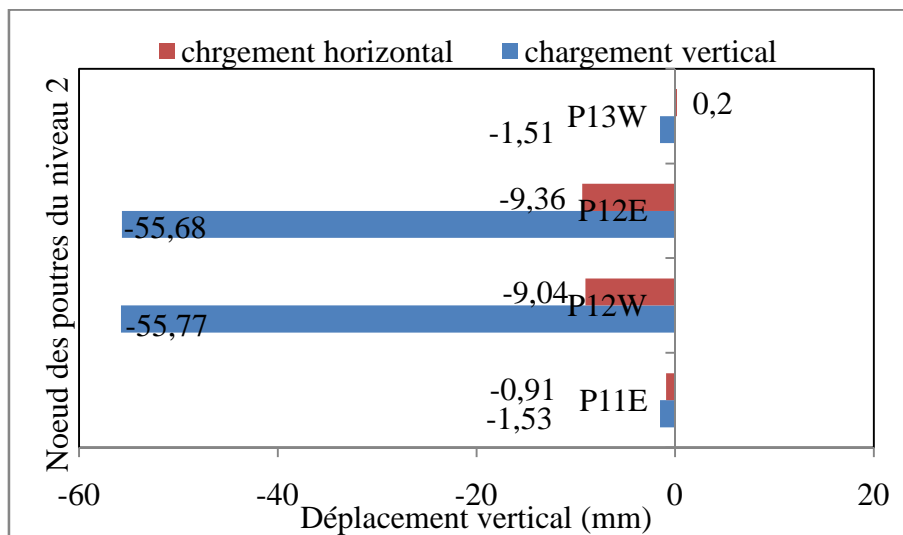 chrgement horizontal chargement vertical
Noeud des poutres du niveau 2
P13W 0,2
-1,51
-9,36 P12E
-55,68
-9,04 P12W
-55,77
-0,91 P11E
-1,53
-60 -40 -20 0 20
Déplacement vertical (mm)